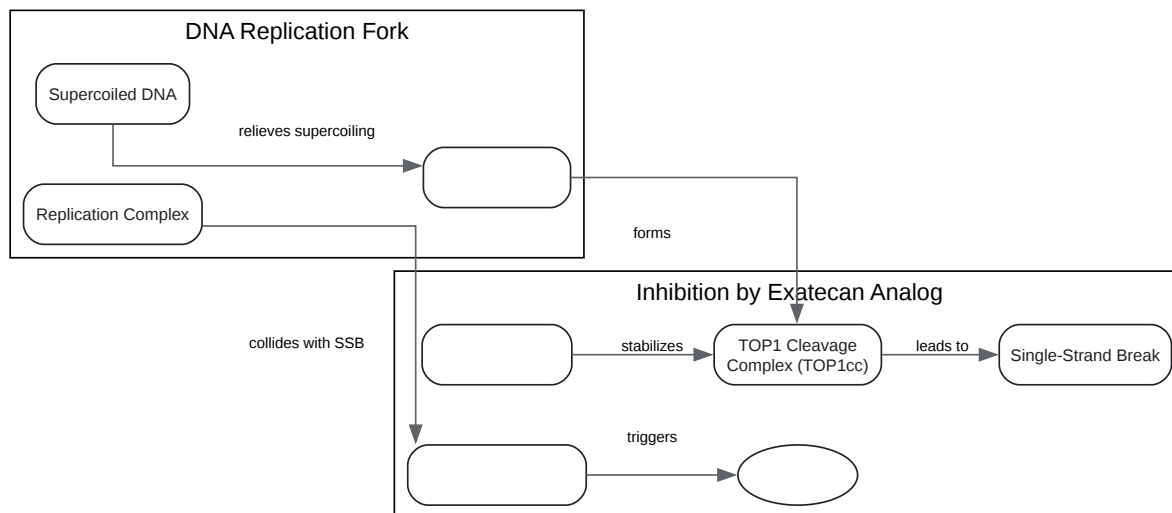 DNA Replication Fork
Supercoiled DNA
relieves supercoiling
Replication Complex
forms
Inhibition by Exatecan Analog
collides with SSB
stabilizes
TOP1 Cleavage
Complex (TOP1cc)
leads to
Single-Strand Break
triggers